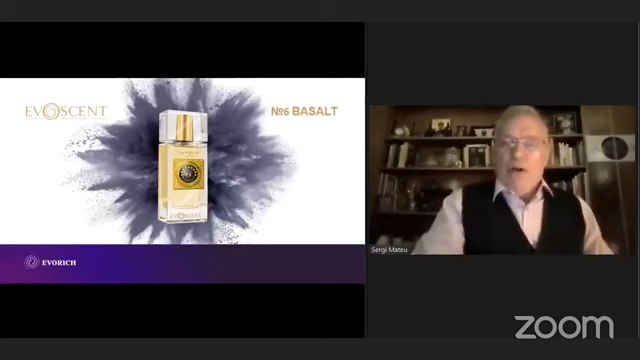 EVOSCENT
№6 BASALT
EVOSCENT
EVORICH
Sergi Mateu
zoom